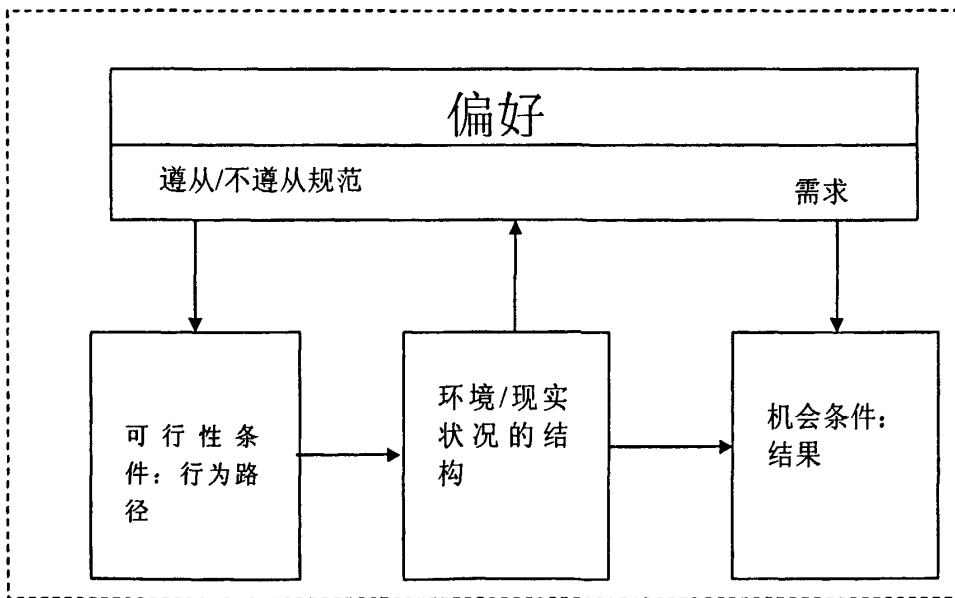 偏好
遵从/不遵从规范
需求
可行性条
件：行为路
径
环境/现实
状况的结
构
机会条件：
结果